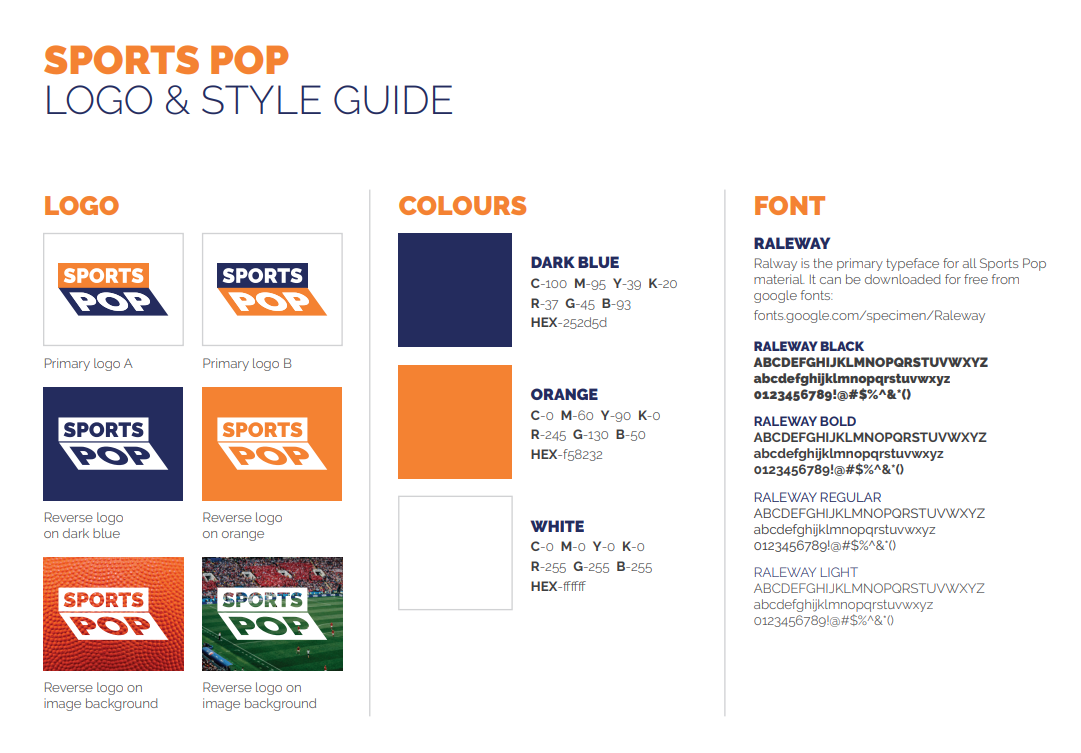 SPORTS POP
LOGO & STYLE GUIDE
LOGO
SPORTS
POP
Primary logo A
SPORTS
POP
Primary logo B
SPORTS
POP
Reverse logo
on dark blue
SPORTS
POP
Reverse logo
on orange
SPORTS
POP
Reverse logo on
image background
SPORTS
POP
Reverse logo on
image background
COLOURS
DARK BLUE
C-100 M-95 Y-39 K-20
R-37 G-45 B-93
HEX-252d5d
ORANGE
C-0 M-60 Y-90 K-0
R-245 G-130 B-50
HEX-f58232
WHITE
C-0 M-0 Y-0 K-0
R-255 G-255 B-255
HEX-ffffff
FONT
RALEWAY
Ralway is the primary typeface for all Sports Pop
material. It can be downloaded for free from
google fonts:
fonts.google.com/specimen/Raleway
RALEWAY BLACK
ABCDEFGHIJKLMNOPQRSTUVWXYZ
abcdefghijklmnopqrstuvwxyz
0123456789!@#$%^&*()
RALEWAY BOLD
ABCDEFGHIJKLMNOPQRSTUVWXYZ
abcdefghijklmnopqrstuvwxyz
0123456789!@#$%^&*()
RALEWAY REGULAR
ABCDEFGHIJKLMNOPQRSTUVWXYZ
abcdefghijklmnopqrstuvwxyz
0123456789!@#$%^&*()
RALEWAY LIGHT
ABCDEFGHIJKLMNOPQRSTUVWXYZ
abcdefghijklmnopqrstuvwxyz
0123456789!@#$%^&*()